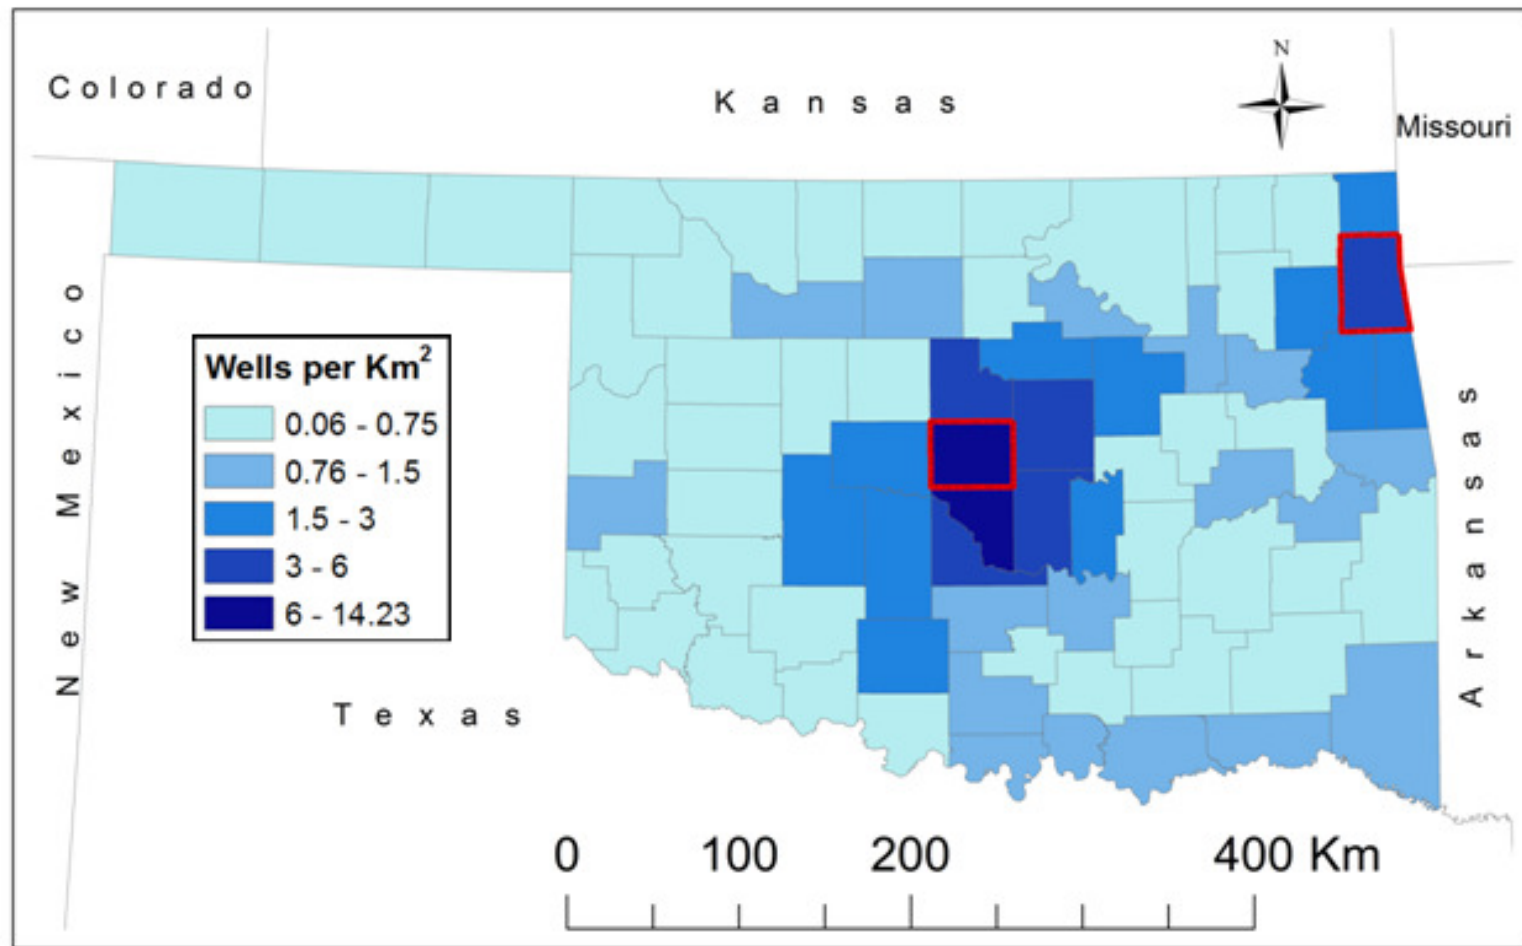 N
Colorado
Kansas
Missouri
New Mexico
Wells per Km2
0.06 - 0.75
0.76 - 1.5
1.5 - 3
3 - 6
6 - 14.23
Arkansas
Texas
0 100 200 400 Km